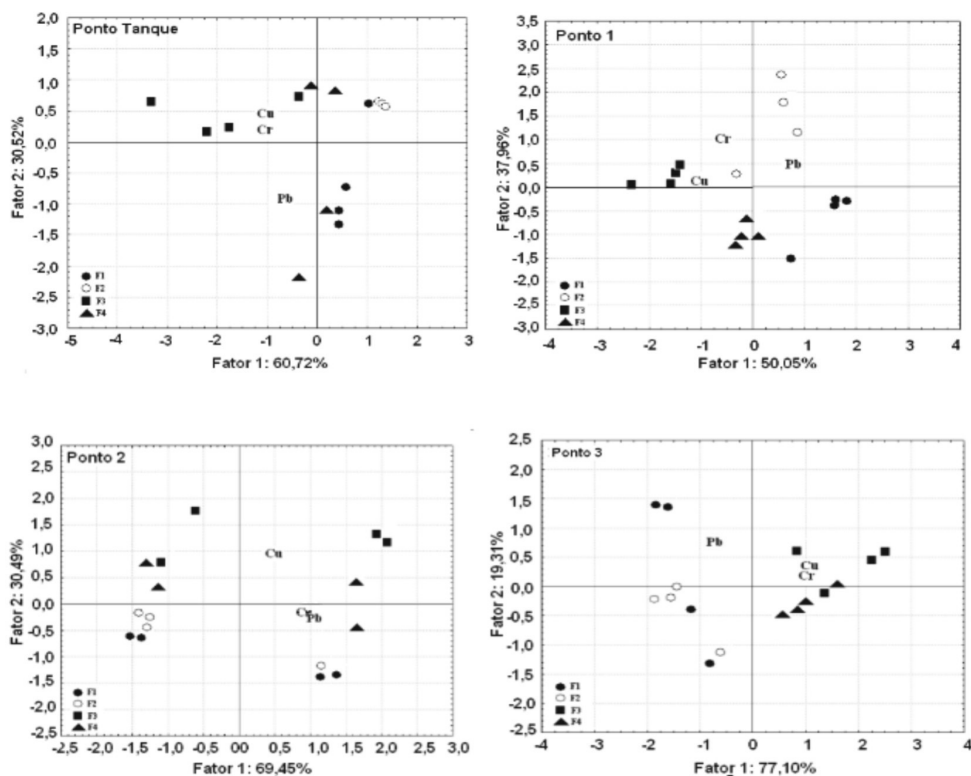 Ponto Tanque
2,0
1,5
1,0
0,5
0,0
-0,5
-1,0
-1,5
-2,0
-2,5
-3,0
Fator 2: 30,52%
Cu
Cr
Pb
F1
F2
F3
F4
-5 -4 -3 -2 -1 0 1 2 3
Fator 1: 60,72%
Ponto 1
3,5
3,0
2,5
2,0
1,5
1,0
0,5
0,0
-0,5
-1,0
-1,5
-2,0
-2,5
3,0
3,5
Fator 2: 37,96%
Cr
Pb
Cu
F1
F2
F3
F4
-4 -3 -2 -1 0 1 2 3 4
Fator 1: 50,05%
Ponto 2
3,0
2,5
2,0
1,5
1,0
0,5
0,0
-0,5
-1,0
-1,5
-2,0
-2,5
Fator 2: 30,49%
Cu
Cr
Pb
F1
F2
F3
F4
-2,5 -2,0 -1,5 -1,0 -0,5 00 0,5 1,0 1,5 2,0 2,5 3,0
Fator 1: 69,45%
Ponto 3
2,5
2,0
1,5
1,0
0,5
0,0
-0,5
-1,0
-1,5
-2,0
-2,5
Fator 2: 19,31%
Pb
Cu
Cr
F1
F2
F3
F4
-4 -3 -2 -1 0 1 2 3 4
Fator 1: 77,10%